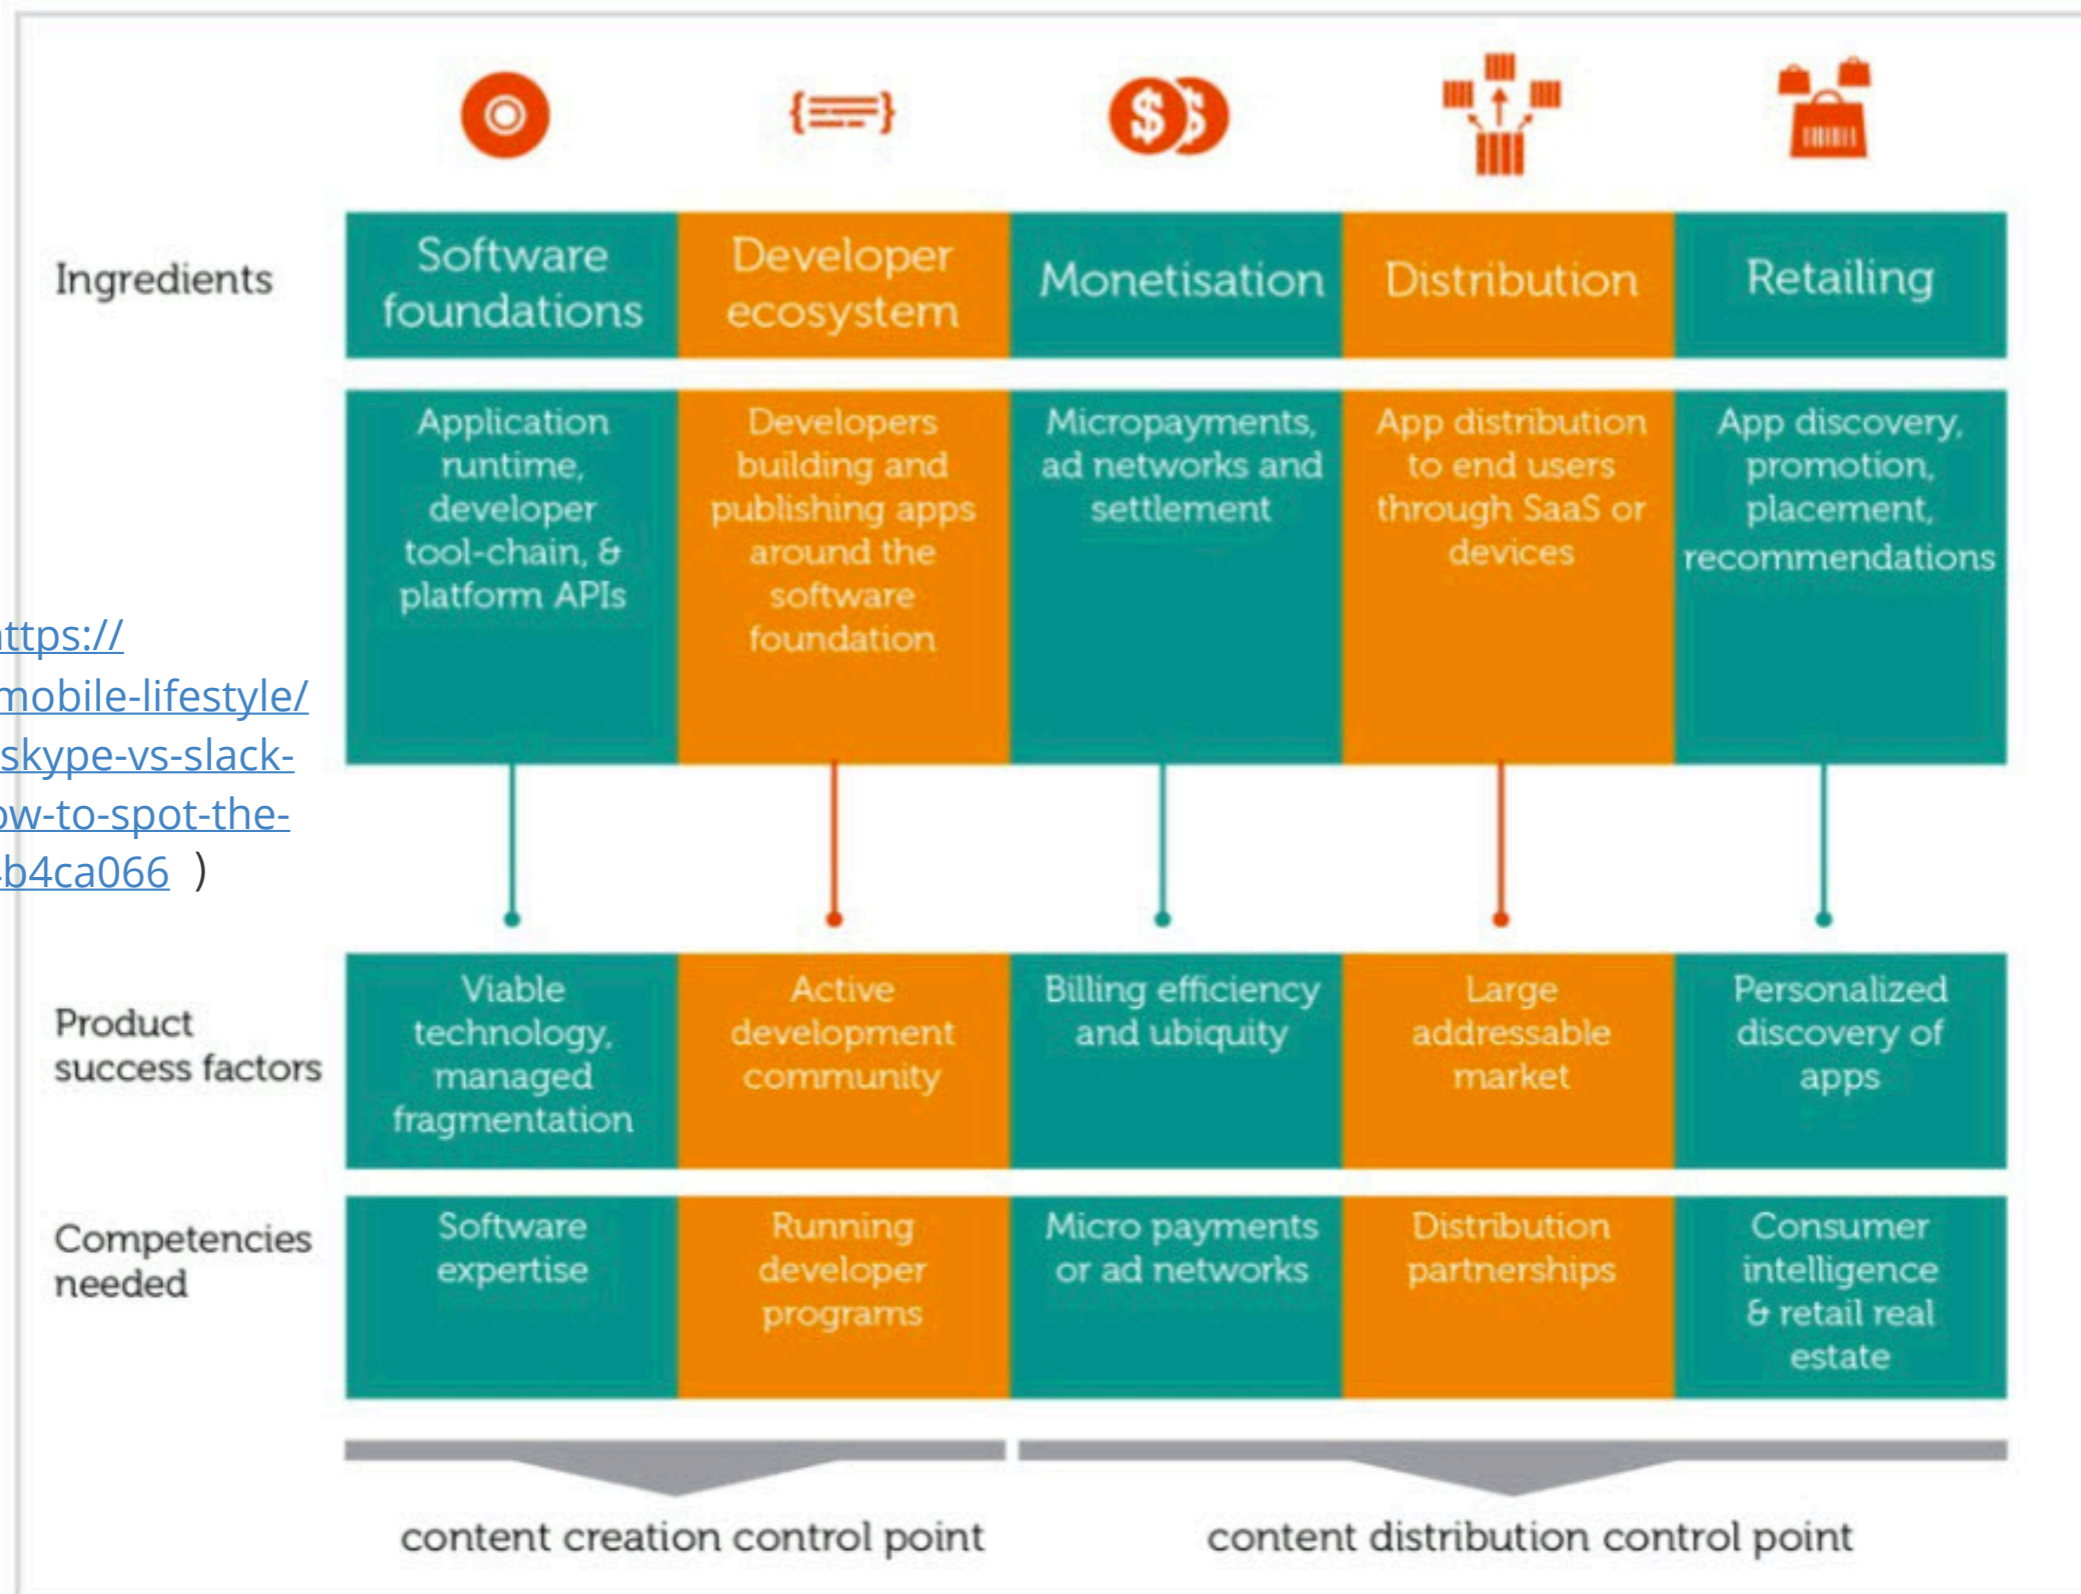 Ingredients
Software
foundations
Developer
ecosystem
Monetisation
Distribution
Retailing
Application
runtime,
developer
tool-chain, &
platform APIs
Developers
building and
publishing apps
around the
software
foundation
Micropayments,
ad networks and
settlement
App distribution
to end users
through SaaS or
devices
App discovery,
promotion,
placement,
recommendations
ttps://
mobile-lifestyle/
skype-vs-slack-
ow-to-spot-the-
b4ca066 )
Product
success factors
Viable
technology,
managed
fragmentation
Active
development
community
Billing efficiency
and ubiquity
Large
addressable
market
Personalized
discovery of
apps
Competencies
needed
Software
expertise
Running
developer
programs
Micro payments
or ad networks
Distribution
partnerships
Consumer
intelligence
& retail real
estate
content creation control point
content distribution control point